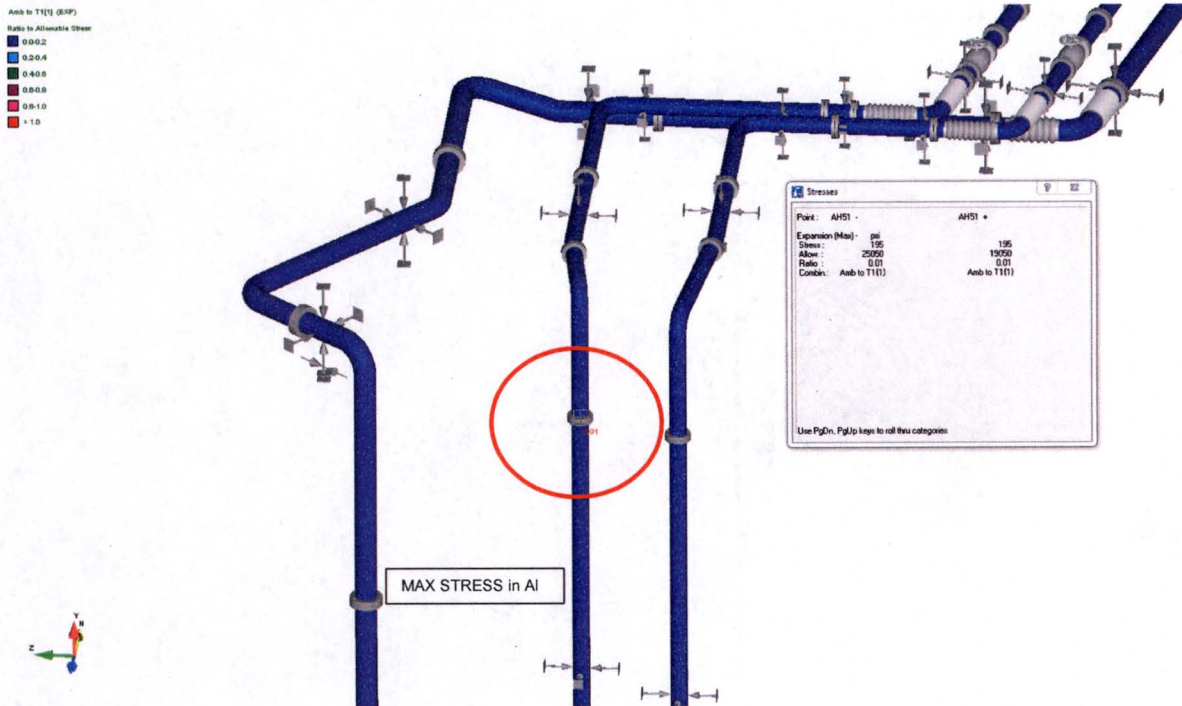 Amb to T1[1] (EXP)
Ratio to Allowable Stress
0.0-0.2
0.2-0.4
0.4-0.6
0.6-0.8
0.8-1.0
> 1.0
Stresses
Point : AH51 - AH51 +
Expansion (Max) - psi
Stress : 195 195
Allow. : 25050 19050
Ratio : 0.01 0.01
Combin.: Amb to T1(1) Amb to T1(1)
Use PgDn, PgUp keys to roll thru categories
MAX STRESS in Al
Y
N
Z